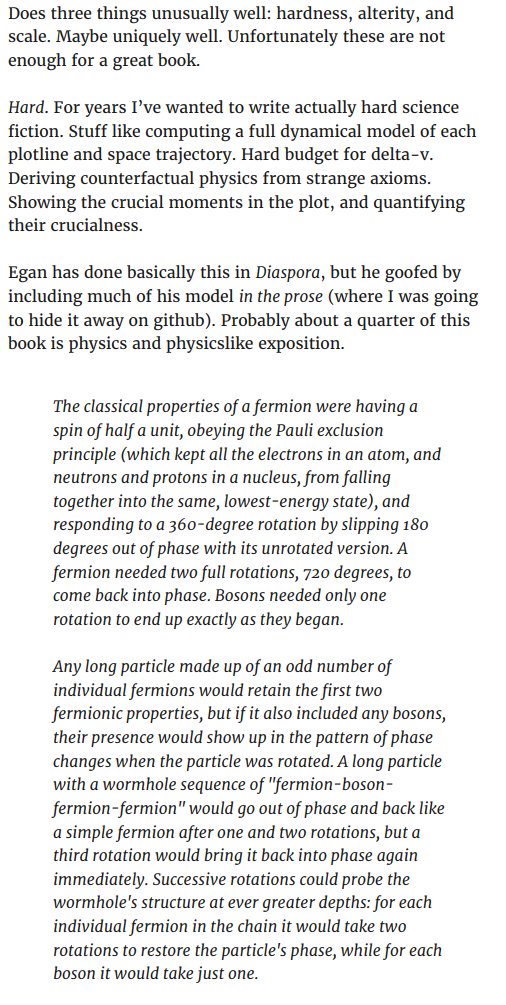 Does three things unusually well: hardness, alterity, and
scale. Maybe uniquely well. Unfortunately these are not
enough for a great book.
Hard. For years I've wanted to write actually hard science
fiction. Stuff like computing a full dynamical model of each
plotline and space trajectory. Hard budget for delta-v.
Deriving counterfactual physics from strange axioms.
Showing the crucial moments in the plot, and quantifying
their crucialness.
Egan has done basically this in Diaspora, but he goofed by
including much of his model in the prose (where I was going
to hide it away on github). Probably about a quarter of this
book is physics and physicslike exposition.
The classical properties of a fermion were having a
spin of half a unit, obeying the Pauli exclusion
principle (which kept all the electrons in an atom, and
neutrons and protons in a nucleus, from falling
together into the same, lowest-energy state), and
responding to a 360-degree rotation by slipping 180
degrees out of phase with its unrotated version. A
fermion needed two full rotations, 720 degrees, to
come back into phase. Bosons needed only one
rotation to end up exactly as they began.
Any long particle made up of an odd number of
individual fermions would retain the first two
fermionic properties, but if it also included any bosons,
their presence would show up in the pattern of phase
changes when the particle was rotated. A long particle
with a wormhole sequence of "fermion-boson-
fermion-fermion" would go out of phase and back like
a simple fermion after one and two rotations, but a
third rotation would bring it back into phase again
immediately. Successive rotations could probe the
wormhole's structure at ever greater depths: for each
individual fermion in the chain it would take two
rotations to restore the particle's phase, while for each
boson it would take just one.